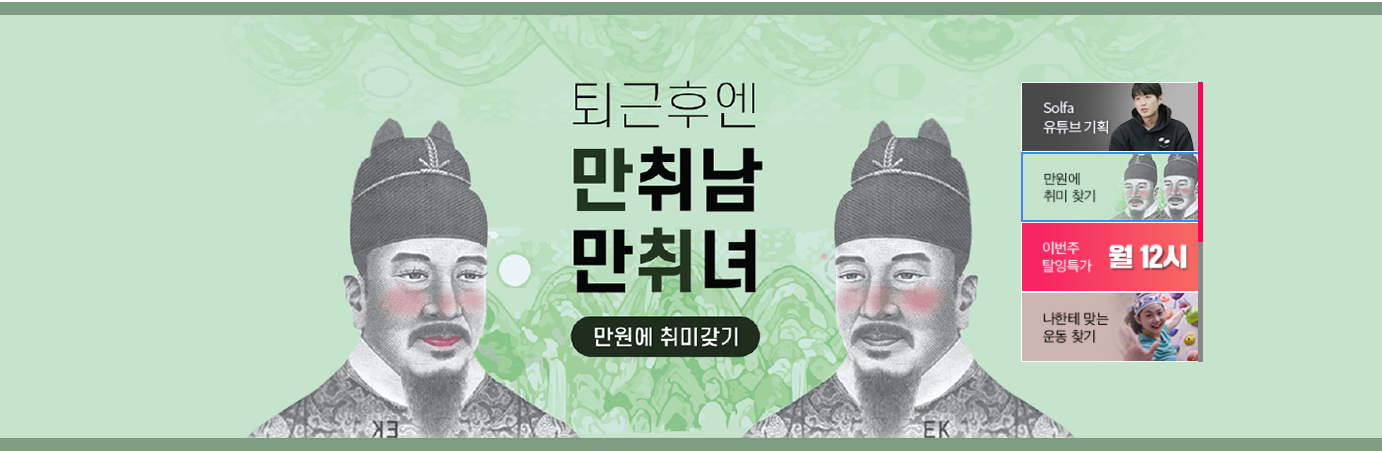 퇴근후엔
만취남
만취녀
만원에 취미갖기
Solfa
유튜브 기획
만원에
취미 찾기
이번주
탈잉특가
월 12시
나한테 맞는
운동 찾기
EK
EK